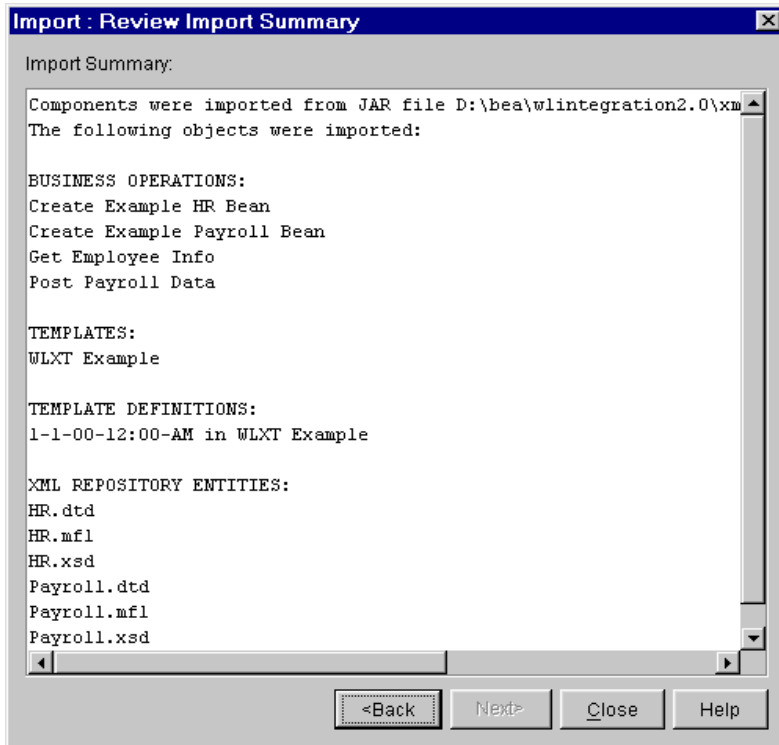 Import : Review Import Summary
Import Summary:
Components were imported from JAR file D:\bea\wlintegration2.0\xm
The following objects were imported:
BUSINESS OPERATIONS:
Create Example HR Bean
Create Example Payroll Bean
Get Employee Info
Post Payroll Data
TEMPLATES:
WLXT Example
TEMPLATE DEFINITIONS:
1-1-00-12:00-AM in WLXT Example
XML REPOSITORY ENTITIES:
HR.dtd
HR.mfl
HR.xsd
Payroll.dtd
Payroll.mfl
Payroll.xsd
<Back Next> Close Help